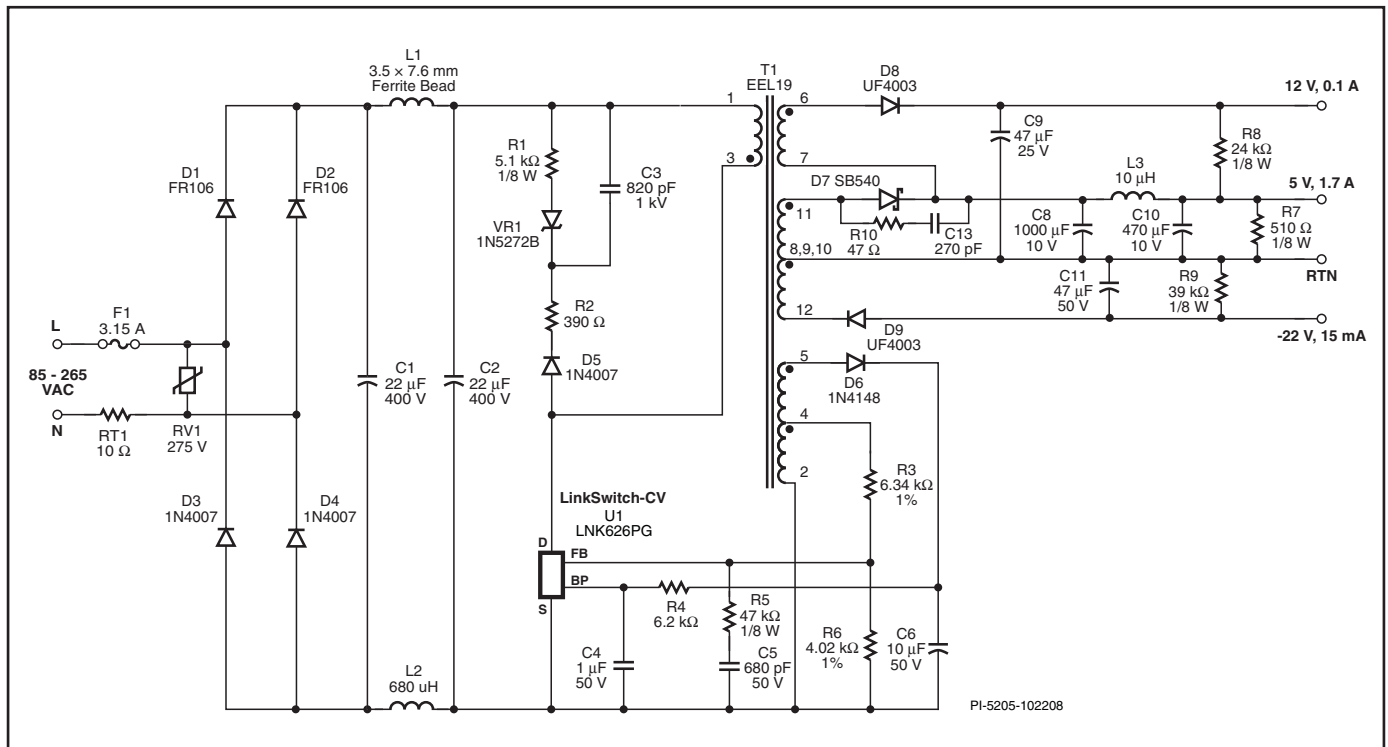 L1
3.5 × 7.6 mm
Ferrite Bead
T1
EEL19
D8
UF4003
12 V, 0.1 A
1
6
R1
5.1 kΩ
1/8 W
C3
820 pF
1 kV
C9
47 µF
25 V
R8
24 kΩ
1/8 W
3
7
D1
FR106
D2
FR106
VR1
1N5272B
D7 SB540
L3
10 µH
5 V, 1.7 A
11
R10
47 Ω
C13
270 pF
C8
1000 µF
10 V
C10
470 µF
10 V
R7
510 Ω
1/8 W
8,9,10
RTN
R2
390 Ω
C11
47 µF
50 V
R9
39 kΩ
1/8 W
12
D9
UF4003
-22 V, 15 mA
F1
3.15 A
L
85 - 265
VAC
N
RT1
10 Ω
RV1
275 V
C1
22 µF
400 V
C2
22 µF
400 V
D5
1N4007
5
D6
1N4148
4
2
R3
6.34 kΩ
1%
D3
1N4007
D4
1N4007
LinkSwitch-CV
U1
LNK626PG
D
FB
BP
S
R4
6.2 kΩ
R5
47 kΩ
1/8 W
R6
4.02 kΩ
1%
C6
10 µF
50 V
C4
1 µF
50 V
C5
680 pF
50 V
L2
680 uH
PI-5205-102208